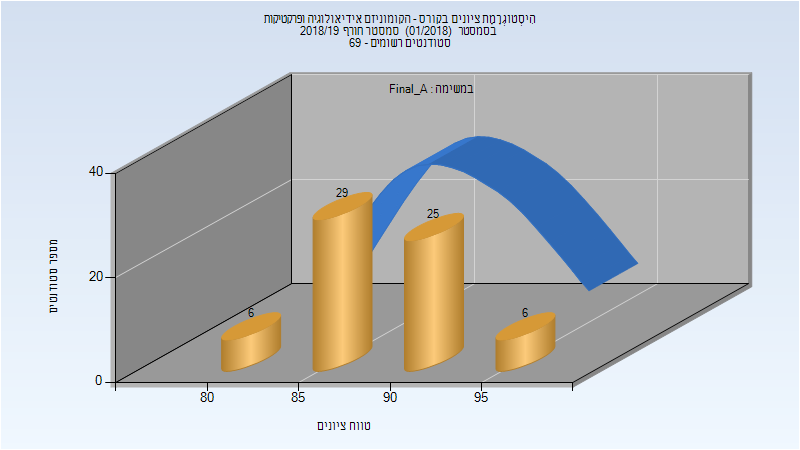 היסטוגרמת ציונים בקורס - הקומוניזם אידיאולוגיה ופרקטיקות
בסמסטר (01/2018) סמסטר חורף 2018/19
סטודנטים רשומים - 69
במשימה : Final_A
40
20
0
מספר סטודנטים
6
29
25
6
80
85
90
95
טווח ציונים